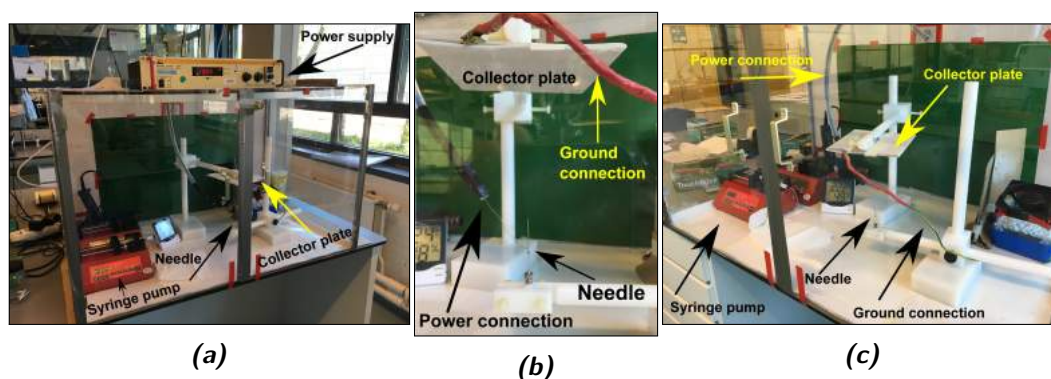 Power supply
Needle
Syringe pump
Collector plate
(a)
Collector plate
Ground
connection
Needle
Power connection
(b)
Power connection
Collector plate
Needle
Syringe pump
Ground connection
(c)